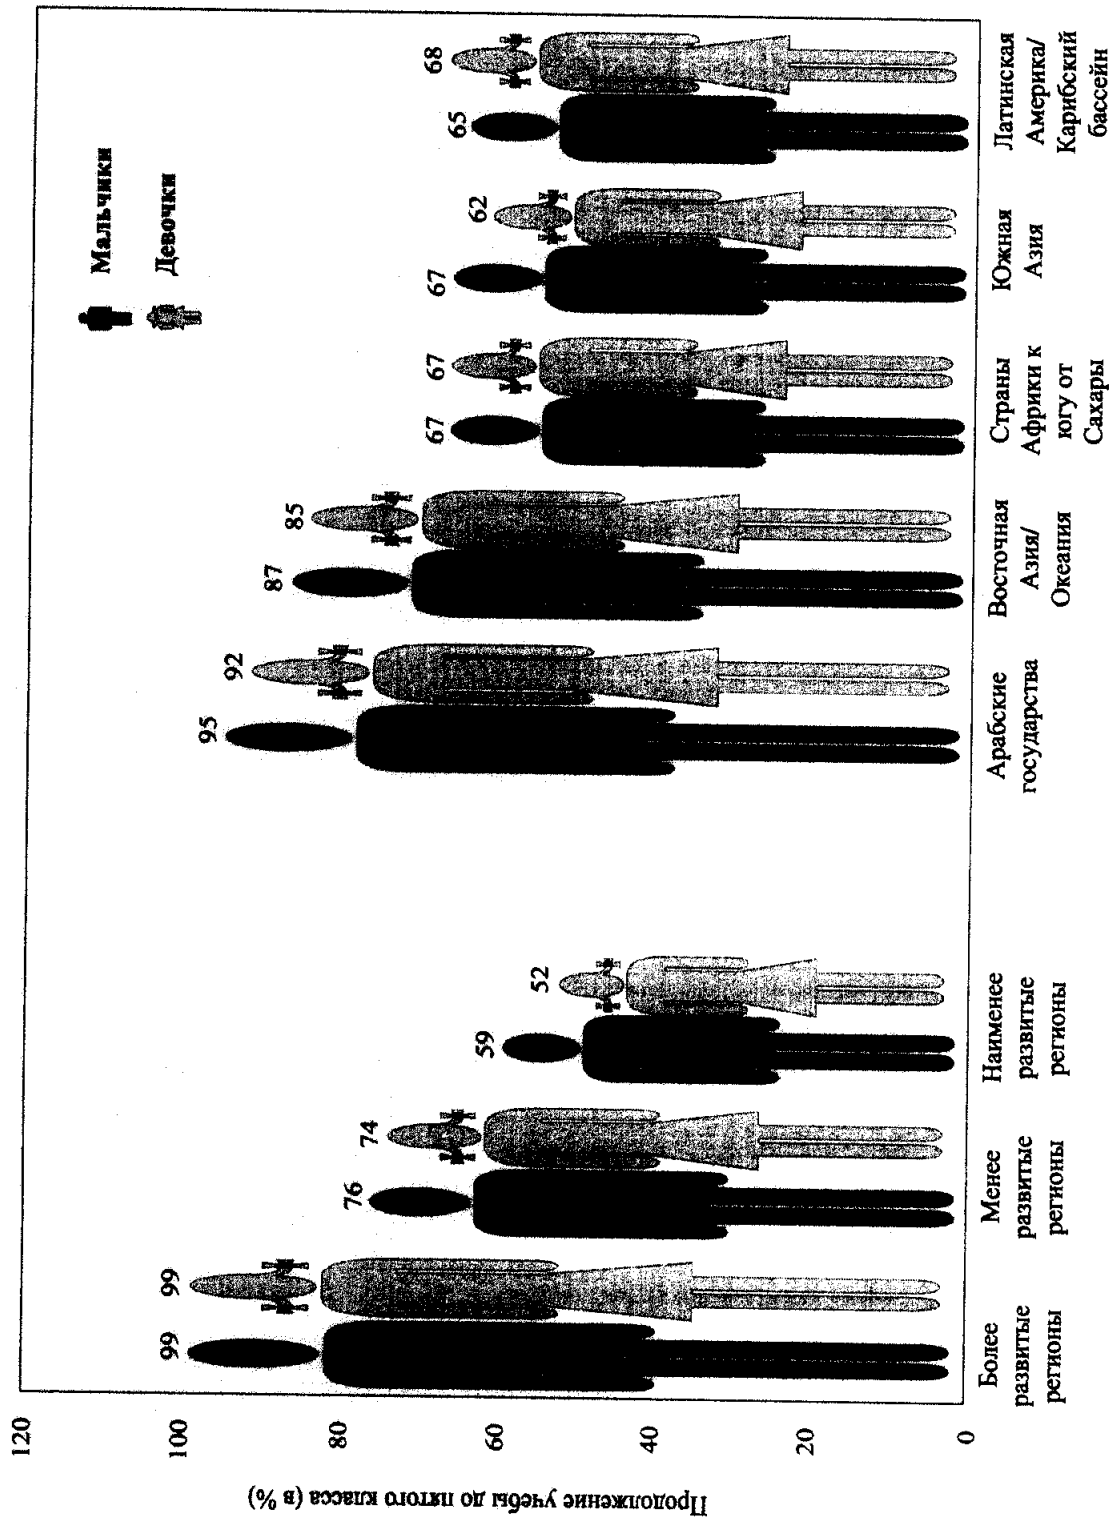 Продолжение учебы до пятого класса (в %)
120
100
80
60
40
20
0
Мальчики
Девочки
99
99
76
74
59
52
95
92
87
85
67
67
67
62
65
68
Более
развитые
регионы
Менее
развитые
регионы
Наименее
развитые
регионы
Арабские
государства
Восточная
Азия/
Океания
Страны
Африки к
югу от
Сахары
Южная
Азия
Латинская
Америка/
Карибский
бассейн